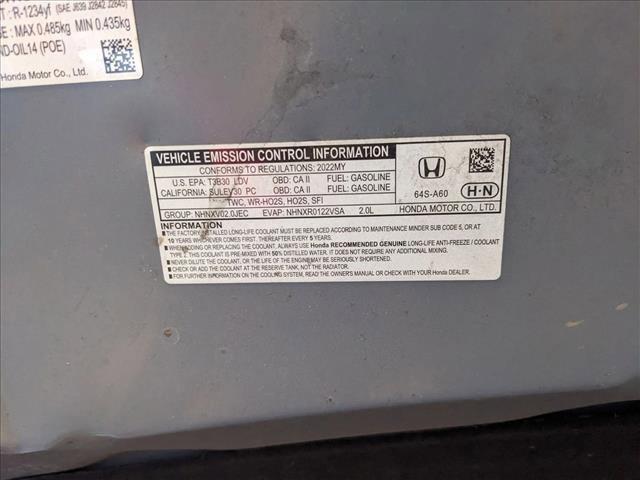 T : R-1234yf (SAE J639 J2842 J2845)
SE : MAX 0.485kg MIN 0.435kg
ND-OIL14 (POE)
Honda Motor Co., Ltd.
VEHICLE EMISSION CONTROL INFORMATION
CONFORMS TO REGULATIONS: 2022MY
U.S. EPA: T3B30 LDV OBD: CA II FUEL: GASOLINE
CALIFORNIA: SULEV30 PC OBD: CA II FUEL: GASOLINE
TWC, WR-HO2S, HO2S, SFI
GROUP: NHNXV02.0JEC EVAP: NHNXR0122VSA 2.0L
64S-A60
H·N
HONDA MOTOR CO., LTD.
INFORMATION
■ THE FACTORY INSTALLED LONG-LIFE COOLANT MUST BE REPLACED ACCORDING TO MAINTENANCE MINDER SUB CODE 5, OR AT
10 YEARS WHICHEVER COMES FIRST. THEREAFTER EVERY 5 YEARS.
■ WHEN ADDING OR REPLACING THE COOLANT, ALWAYS USE Honda RECOMMENDED GENUINE LONG-LIFE ANTI-FREEZE / COOLANT
TYPE 2. THIS COOLANT IS PRE-MIXED WITH 50% DISTILLED WATER. IT DOES NOT REQUIRE ANY ADDITIONAL MIXING.
■ NEVER DILUTE THE COOLANT, OR THE LIFE OF THE ENGINE MAY BE SERIOUSLY SHORTENED.
■ CHECK OR ADD COOLANT AT THE RESERVE TANK, NOT THE RADIATOR.
■ FOR FURTHER INFORMATION ON THE COOLING SYSTEM, READ THE OWNER'S MANUAL OR CHECK WITH YOUR Honda DEALER.